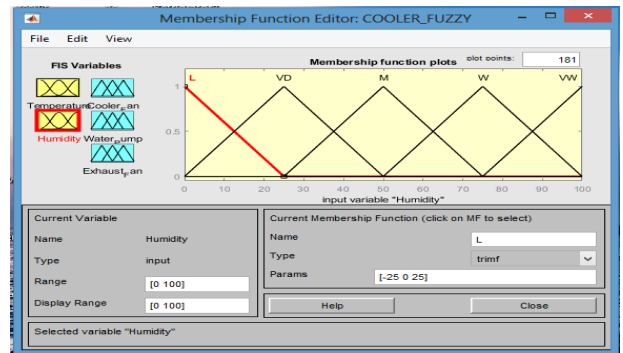 Membership Function Editor: COOLER_FUZZY
File Edit View
FIS Variables
Membership function plots plot points: 181
L VD M W VW
1
0.5
0
Temperature Cooler_Fan
Humidity Water_Pump
Exhaust_Fan
0 10 20 30 40 50 60 70 80 90 100
input variable "Humidity"
Current Variable
Name Humidity
Type input
Range [0 100]
Display Range [0 100]
Current Membership Function (click on MF to select)
Name L
Type trimf
Params [-25 0 25]
Help Close
Selected variable "Humidity"